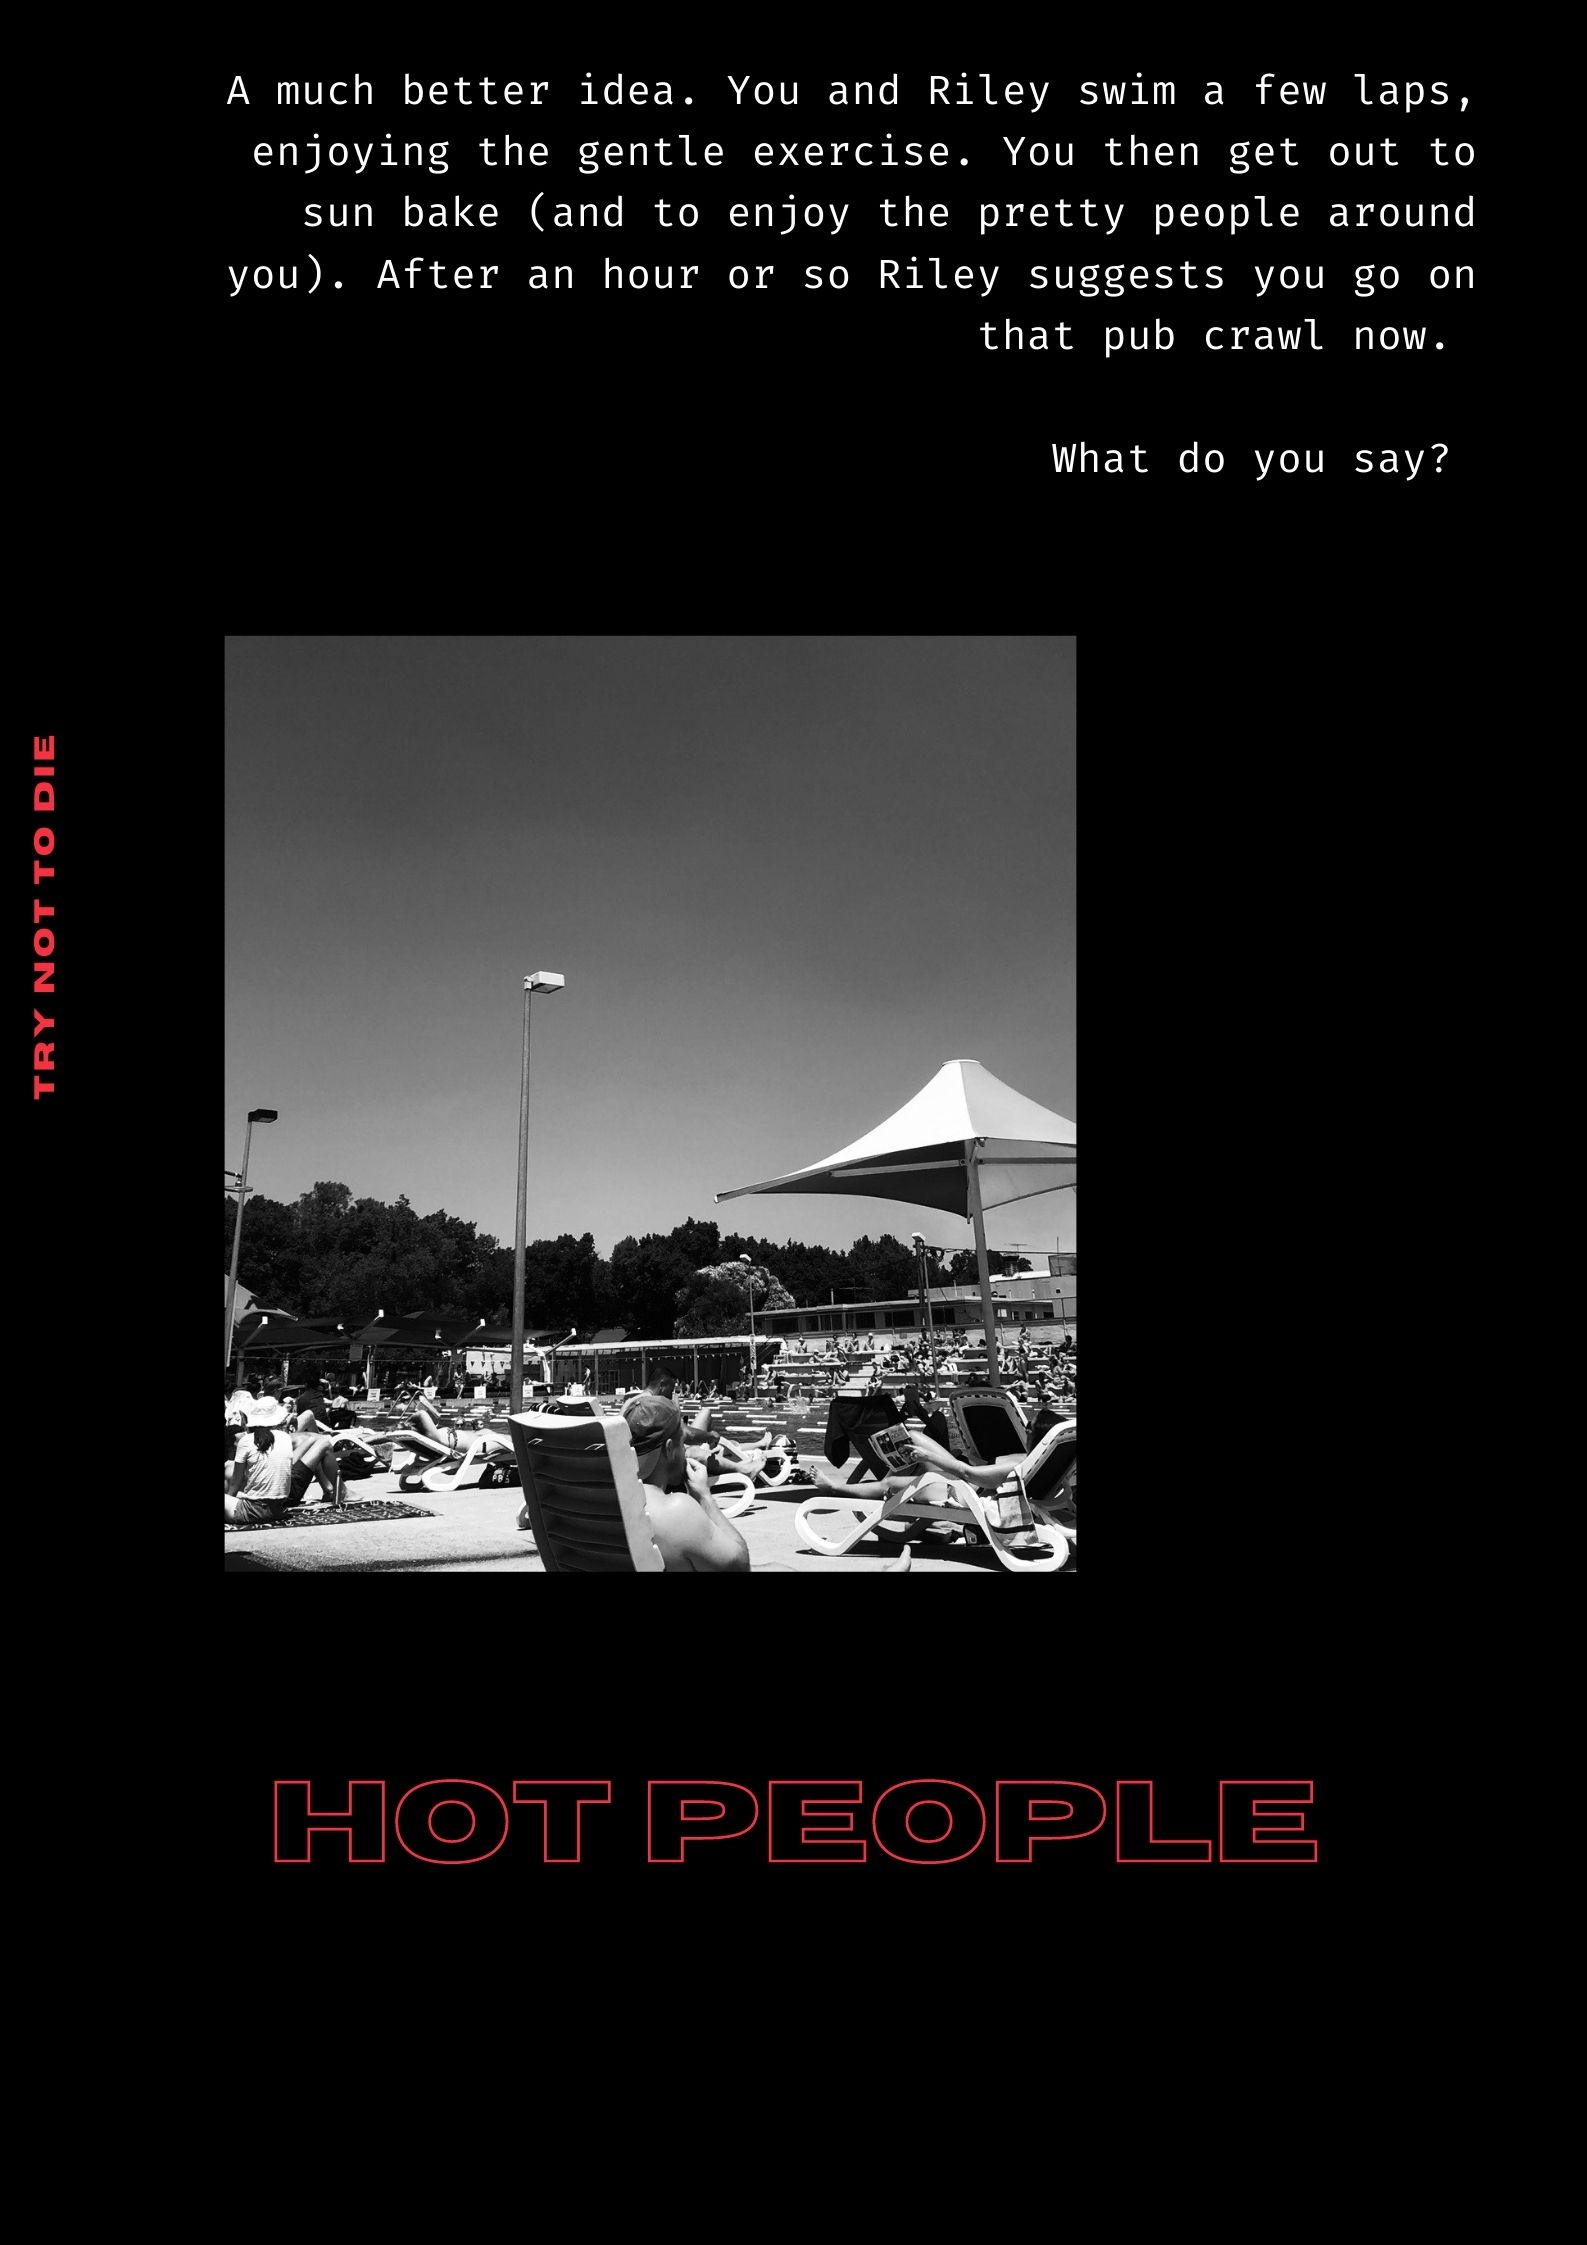 A much better idea. You and Riley swim a few laps,
enjoying the gentle exercise. You then get out to
sun bake (and to enjoy the pretty people around
you). After an hour or so Riley suggests you go on
that pub crawl now.
What do you say?
TRY NOT TO DIE
HOT PEOPLE